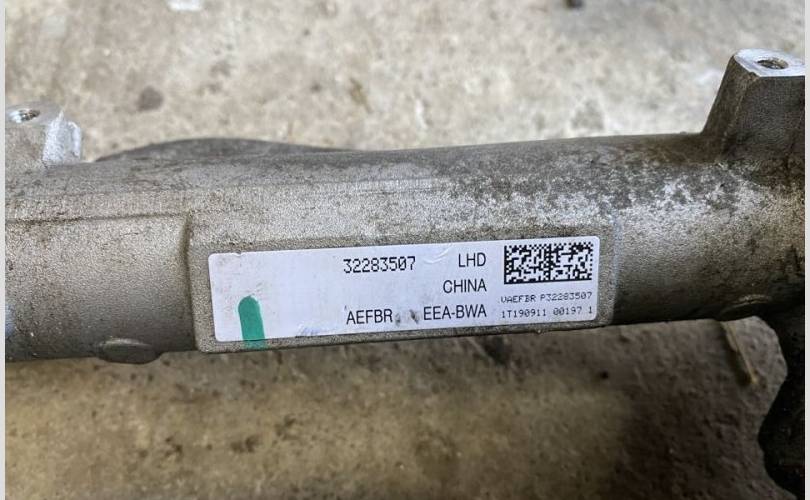 32283507 LHD
CHINA
AEFBR EEA-BWA
VAEFBR P32283507
1T190911 00197 1